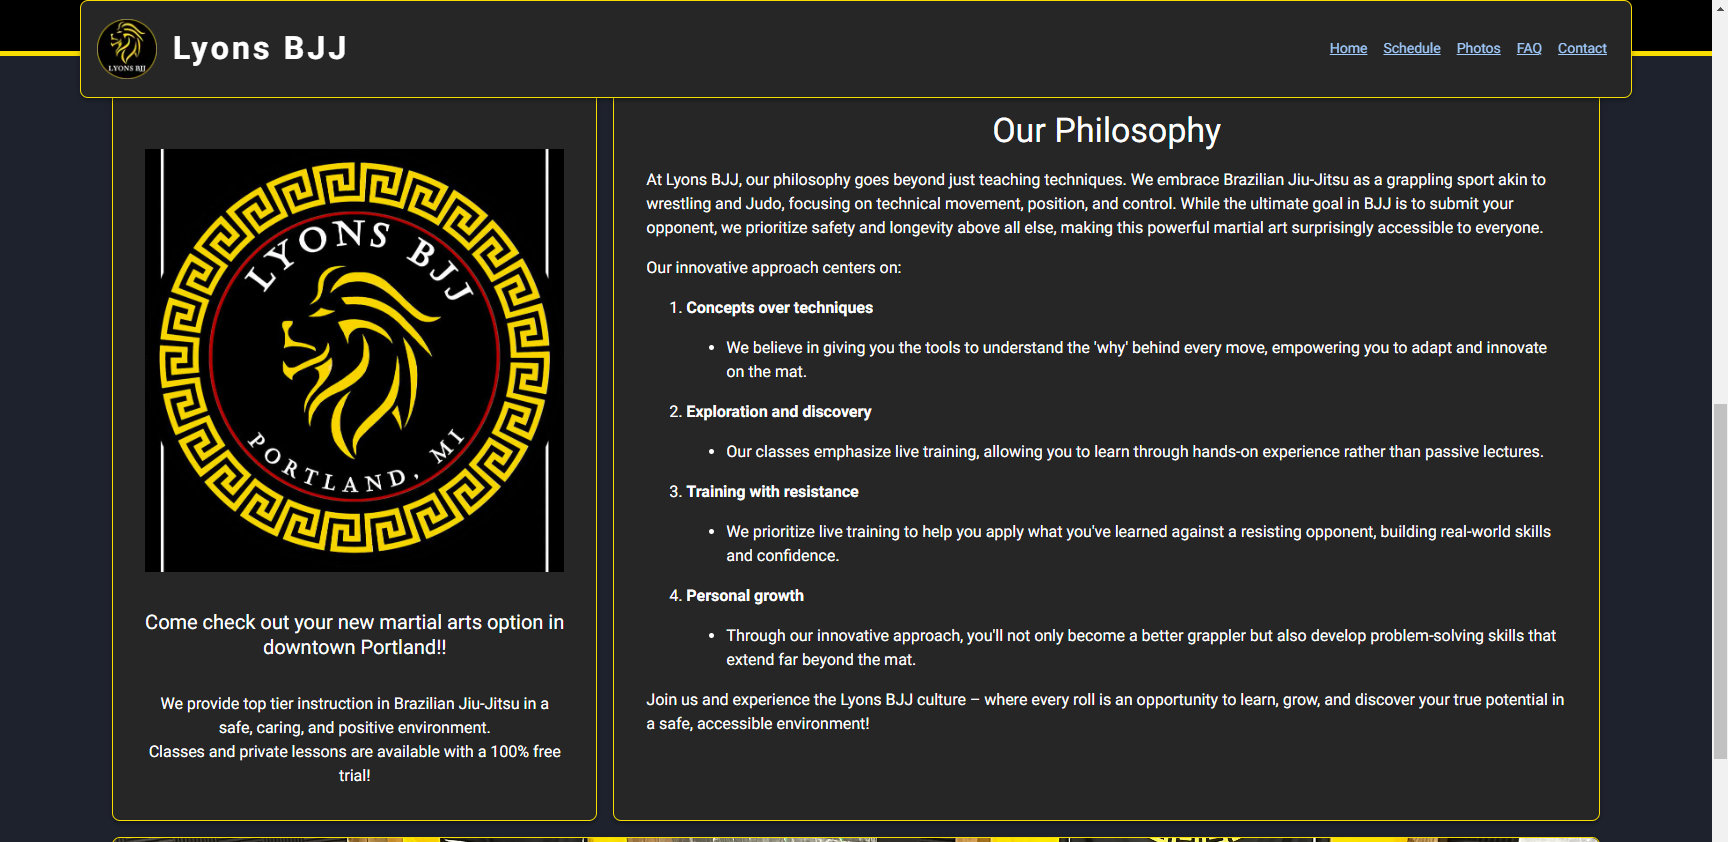 LYONS BJJ
Lyons BJJ
Home Schedule Photos FAQ Contact
LYONS BJJ
PORTLAND, MI
Come check out your new martial arts option in
downtown Portland!!
We provide top tier instruction in Brazilian Jiu-Jitsu in a
safe, caring, and positive environment.
Classes and private lessons are available with a 100% free
trial!
Our Philosophy
At Lyons BJJ, our philosophy goes beyond just teaching techniques. We embrace Brazilian Jiu-Jitsu as a grappling sport akin to
wrestling and Judo, focusing on technical movement, position, and control. While the ultimate goal in BJJ is to submit your
opponent, we prioritize safety and longevity above all else, making this powerful martial art surprisingly accessible to everyone.
Our innovative approach centers on:
1. Concepts over techniques
• We believe in giving you the tools to understand the 'why' behind every move, empowering you to adapt and innovate
on the mat.
2. Exploration and discovery
• Our classes emphasize live training, allowing you to learn through hands-on experience rather than passive lectures.
3. Training with resistance
• We prioritize live training to help you apply what you've learned against a resisting opponent, building real-world skills
and confidence.
4. Personal growth
• Through our innovative approach, you'll not only become a better grappler but also develop problem-solving skills that
extend far beyond the mat.
Join us and experience the Lyons BJJ culture – where every roll is an opportunity to learn, grow, and discover your true potential in
a safe, accessible environment!